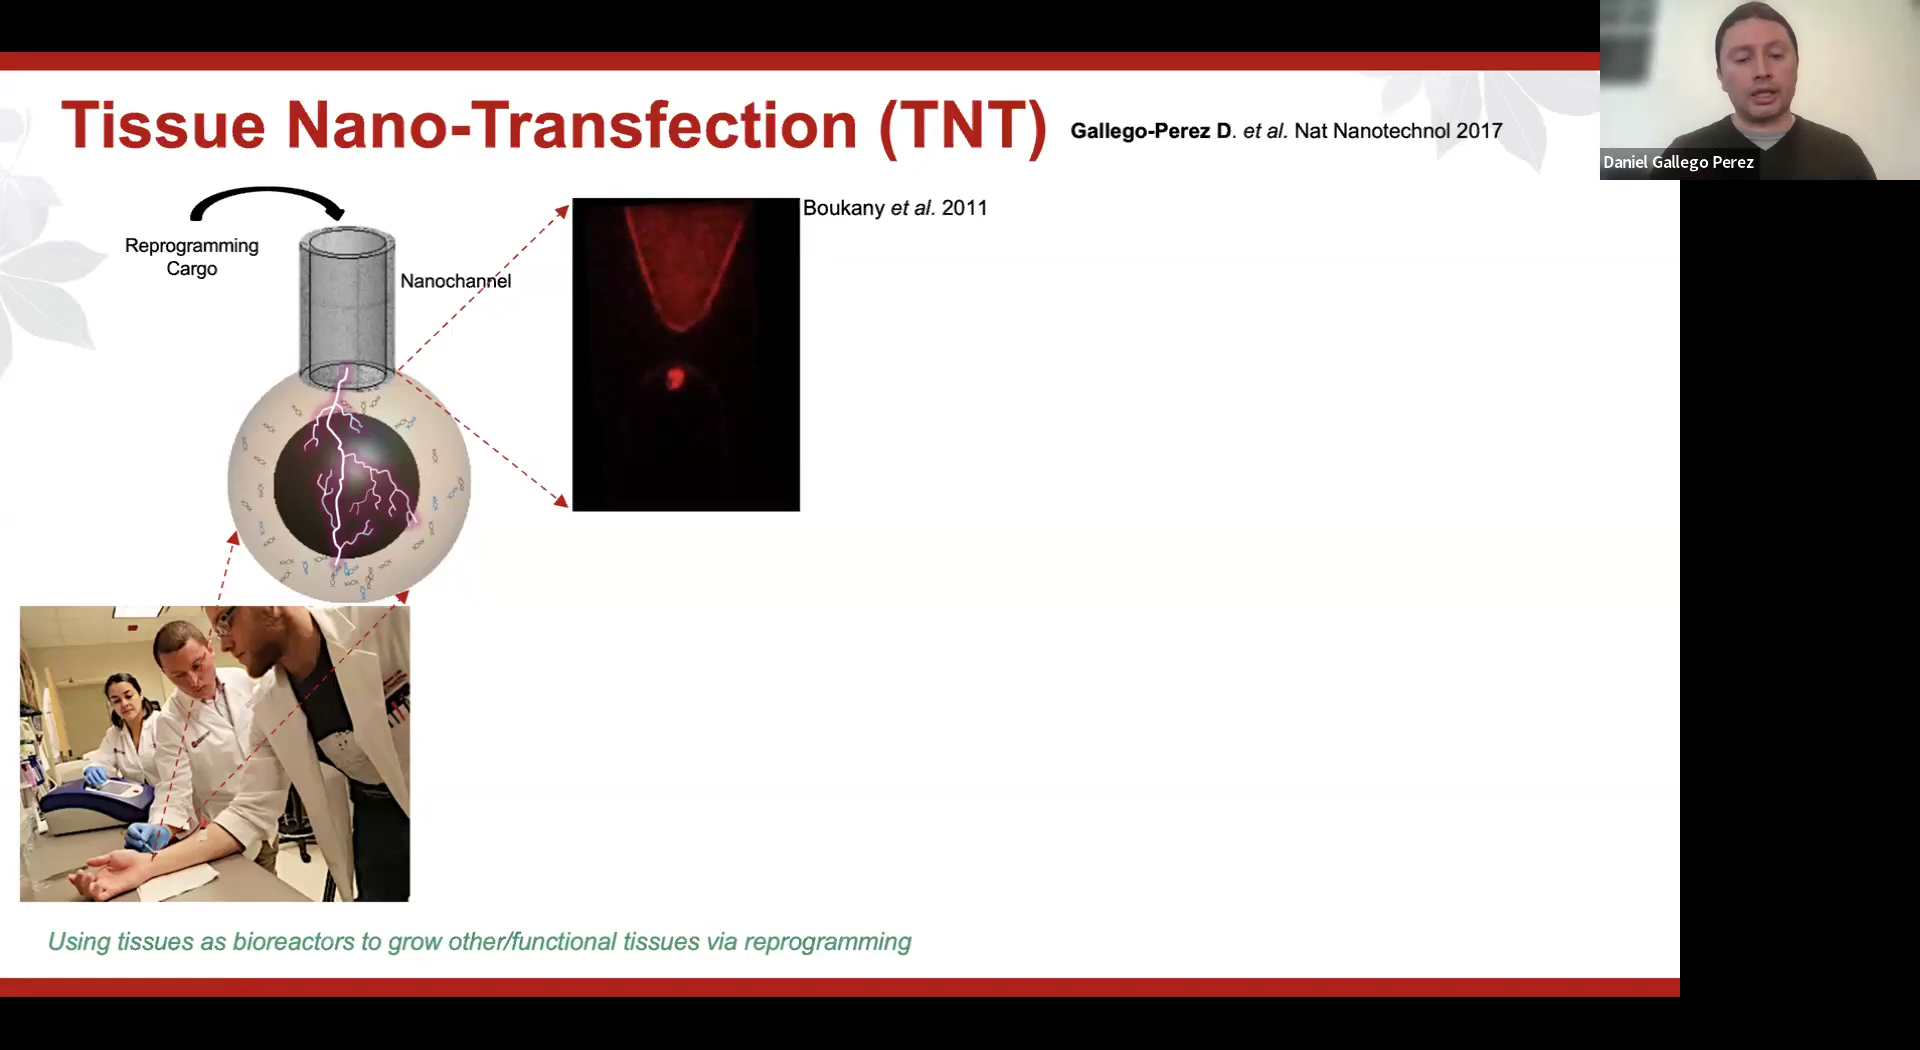 Tissue Nano-Transfection (TNT)
Gallego-Perez D. et al. Nat Nanotechnol 2017
Daniel Gallego Perez
Boukany et al. 2011
Reprogramming
Cargo
Nanochannel
Using tissues as bioreactors to grow other/functional tissues via reprogramming